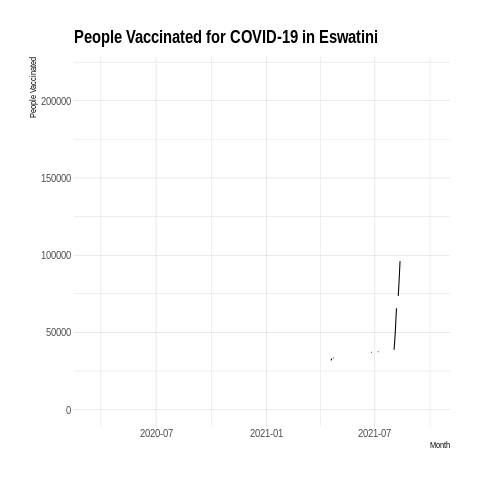 People Vaccinated for COVID-19 in Eswatini
People Vaccinated
200000
150000
100000
50000
0
2020-07
2021-01
2021-07
Month